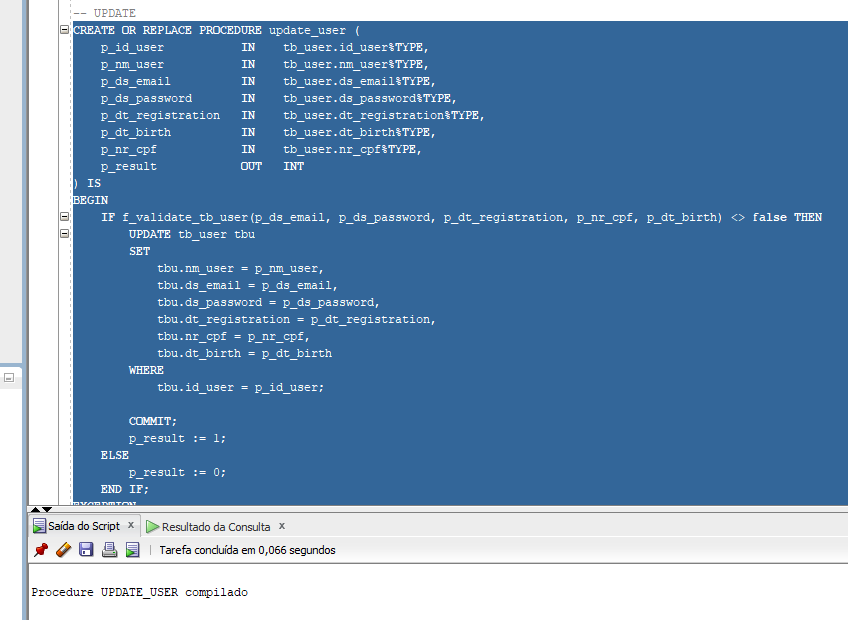 -- UPDATE
CREATE OR REPLACE PROCEDURE update_user (
    p_id_user           IN    tb_user.id_user%TYPE,
    p_nm_user           IN    tb_user.nm_user%TYPE,
    p_ds_email          IN    tb_user.ds_email%TYPE,
    p_ds_password       IN    tb_user.ds_password%TYPE,
    p_dt_registration   IN    tb_user.dt_registration%TYPE,
    p_dt_birth          IN    tb_user.dt_birth%TYPE,
    p_nr_cpf            IN    tb_user.nr_cpf%TYPE,
    p_result            OUT   INT
) IS
BEGIN
    IF f_validate_tb_user(p_ds_email, p_ds_password, p_dt_registration, p_nr_cpf, p_dt_birth) <> false THEN
        UPDATE tb_user tbu
        SET
            tbu.nm_user = p_nm_user,
            tbu.ds_email = p_ds_email,
            tbu.ds_password = p_ds_password,
            tbu.dt_registration = p_dt_registration,
            tbu.nr_cpf = p_nr_cpf,
            tbu.dt_birth = p_dt_birth
        WHERE
            tbu.id_user = p_id_user;
        COMMIT;
        p_result := 1;
    ELSE
        p_result := 0;
    END IF;
EXCEPTION
Saída do Script x Resultado da Consulta x
Tarefa concluída em 0,066 segundos
Procedure UPDATE_USER compilado